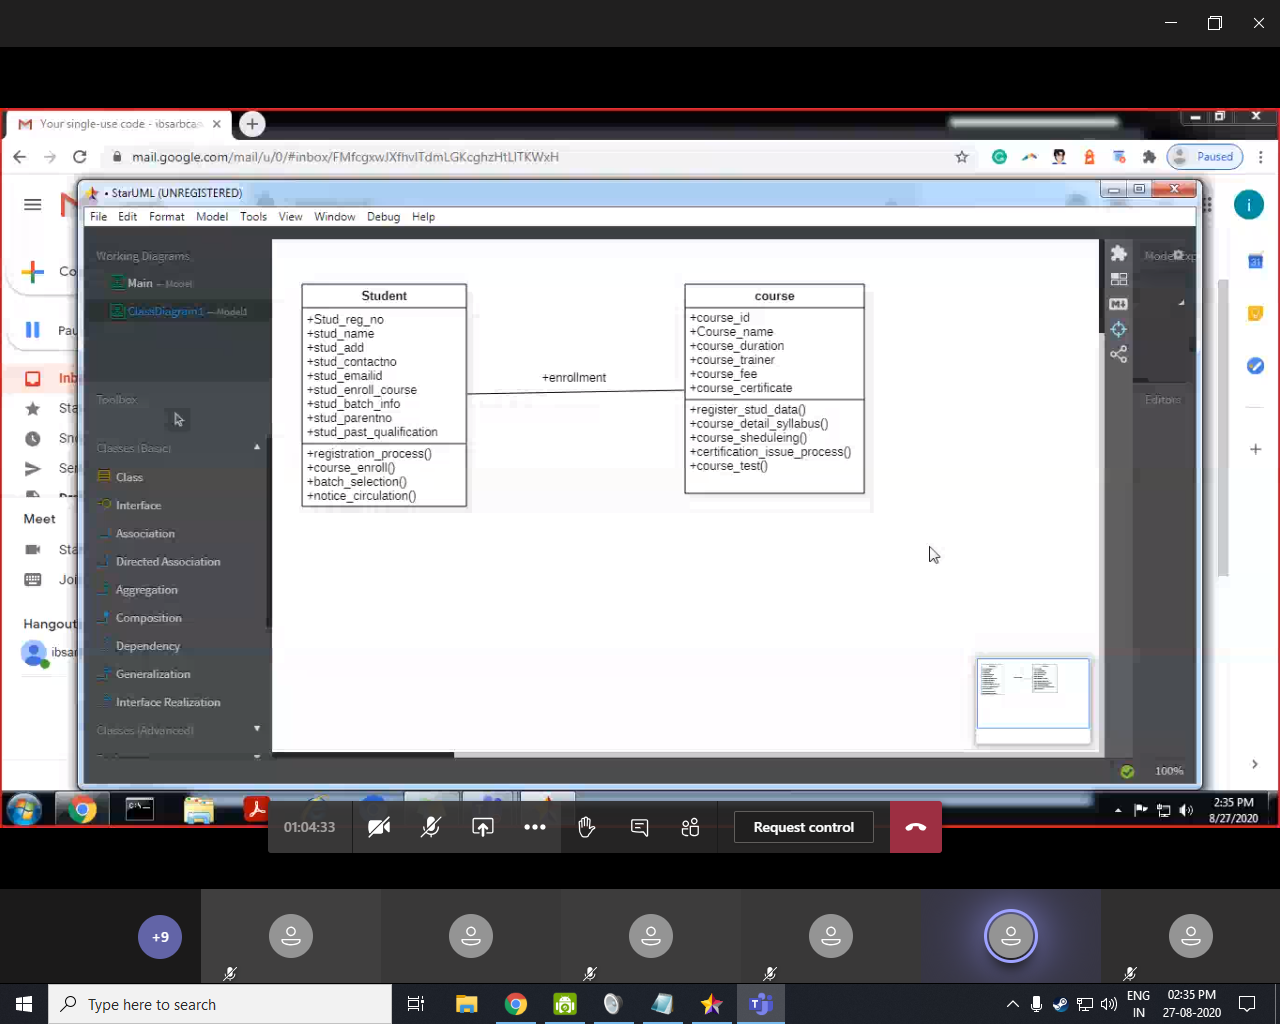 Your single-use code - ibsarbca
mail.google.com/mail/u/0/#inbox/FMfcgxwJXfhvlTdmLGKcghzHtLlTKWxH
Paused
• StarUML (UNREGISTERED)
i
File Edit Format Model Tools View Window Debug Help
Working Diagrams
Main — Model
ClassDiagram1 — Model1
Toolbox
Classes (Basic)
Class
Interface
Association
Directed Association
Aggregation
Composition
Dependency
Generalization
Interface Realization
Classes (Advanced)
Co
Pau
Inb
Sta
Sno
Sen
Meet
Sta
Joi
Hangout
ibsar
Student
+Stud_reg_no
+stud_name
+stud_add
+stud_contactno
+stud_emailid
+stud_enroll_course
+stud_batch_info
+stud_parentno
+stud_past_qualification
+registration_process()
+course_enroll()
+batch_selection()
+notice_circulation()
+enrollment
course
+course_id
+Course_name
+course_duration
+course_trainer
+course_fee
+course_certificate
+register_stud_data()
+course_detail_syllabus()
+course_sheduleing()
+certification_issue_process()
+course_test()
Model Exp
Editors
31
100%
2:35 PM
8/27/2020
01:04:33
Request control
+9
Type here to search
ENG
IN
02:35 PM
27-08-2020